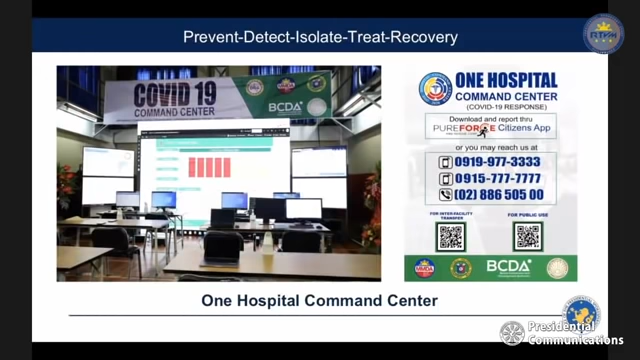 Prevent-Detect-Isolate-Treat-Recovery
RTVM
COVID 19
COMMAND CENTER
BCDA
ONE HOSPITAL
COMMAND CENTER
(COVID-19 RESPONSE)
Download and report thru
PUREFORCE Citizens App
or you may reach us at
0919-977-3333
0915-777-7777
(02) 886 505 00
FOR INTER-FACILITY
TRANSFER
FOR PUBLIC USE
MMDA
BCDA
One Hospital Command Center
Presidential
Communications